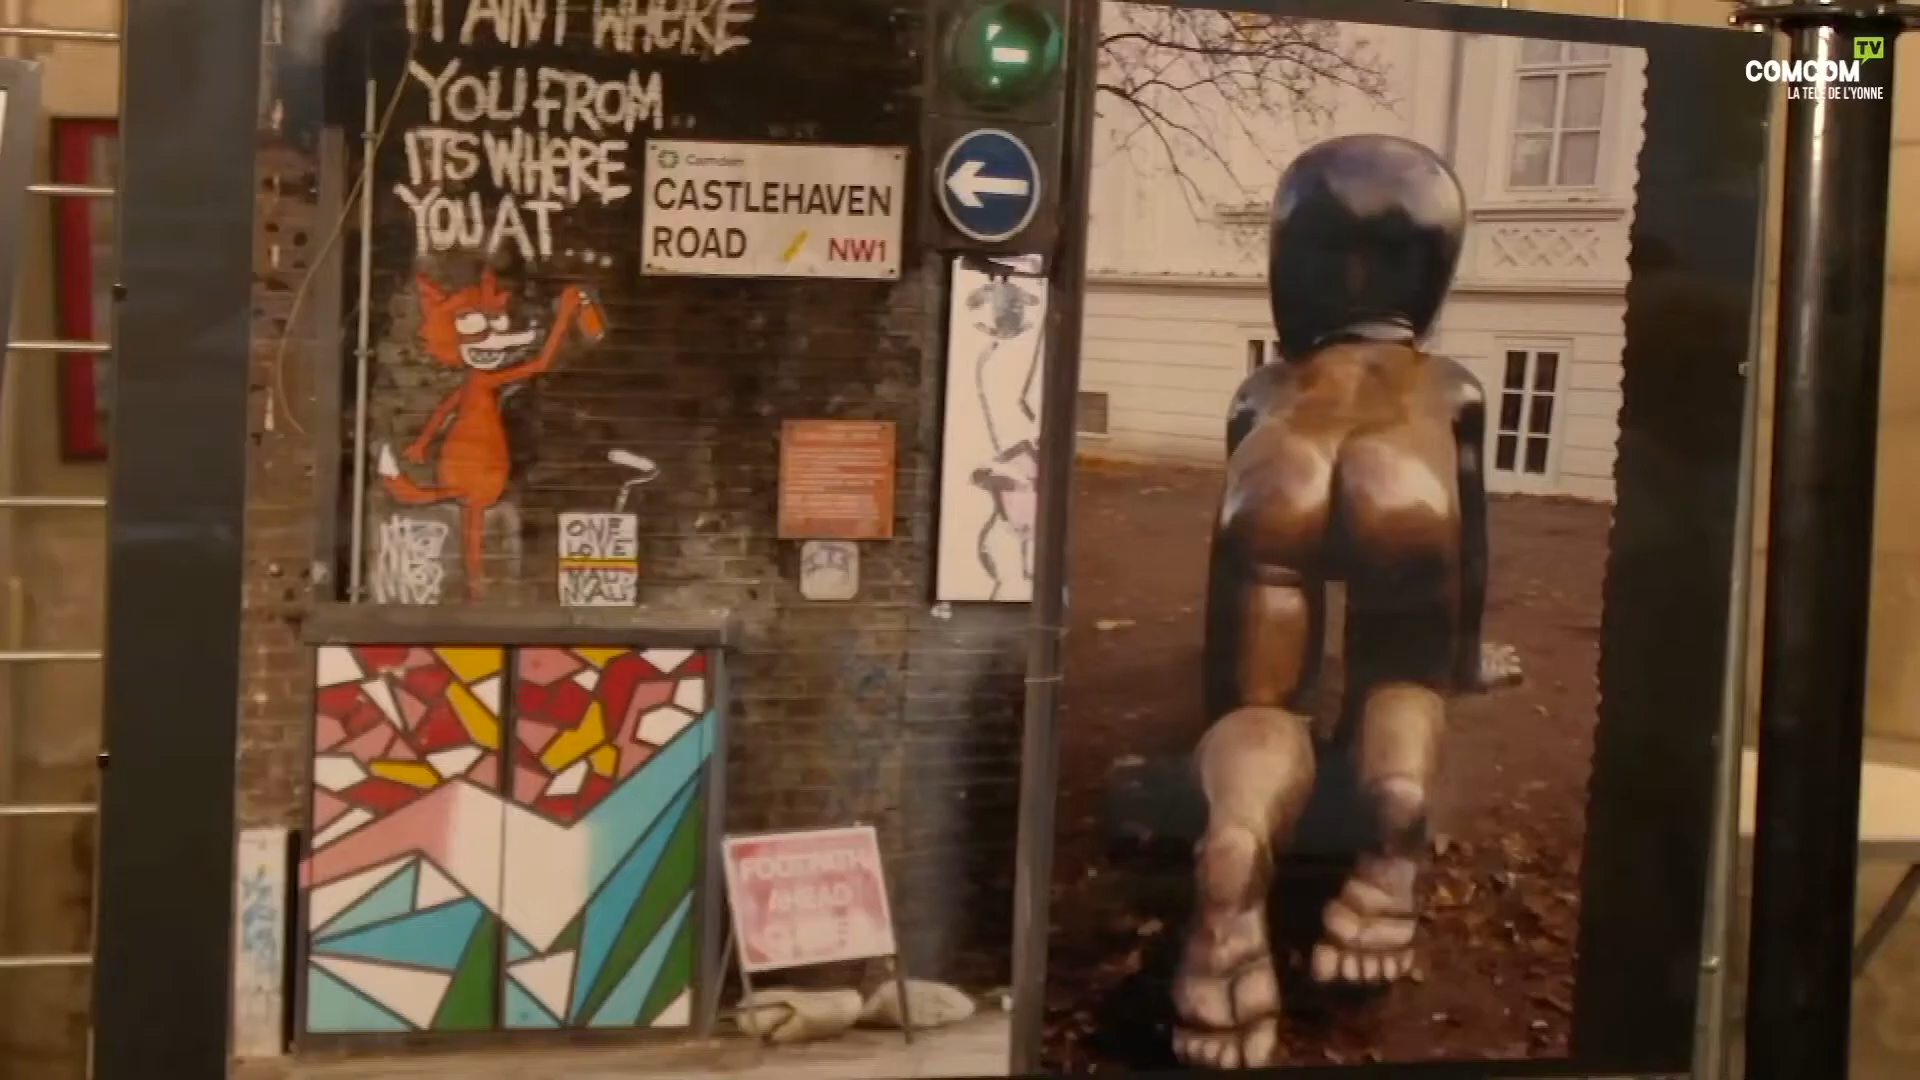 IT AINT WHERE
YOU FROM
ITS WHERE
YOU AT...
Camden
CASTLEHAVEN
ROAD NW1
ONE
LOVE
FOOTPATH
AHEAD
TV
COMCOM
LA TELE DE L'YONNE